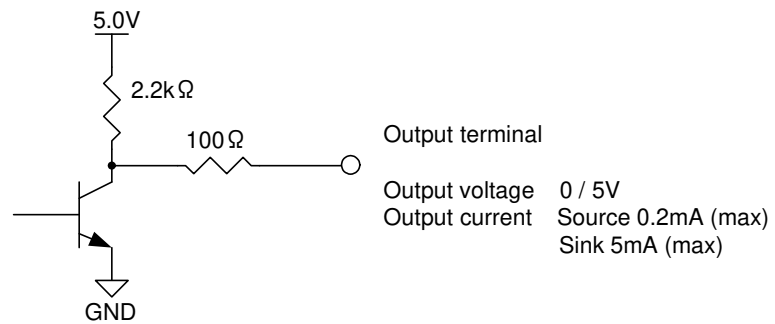 5.0V
2.2kΩ
100Ω
Output terminal
Output voltage 0 / 5V
Output current Source 0.2mA (max)
Sink 5mA (max)
GND